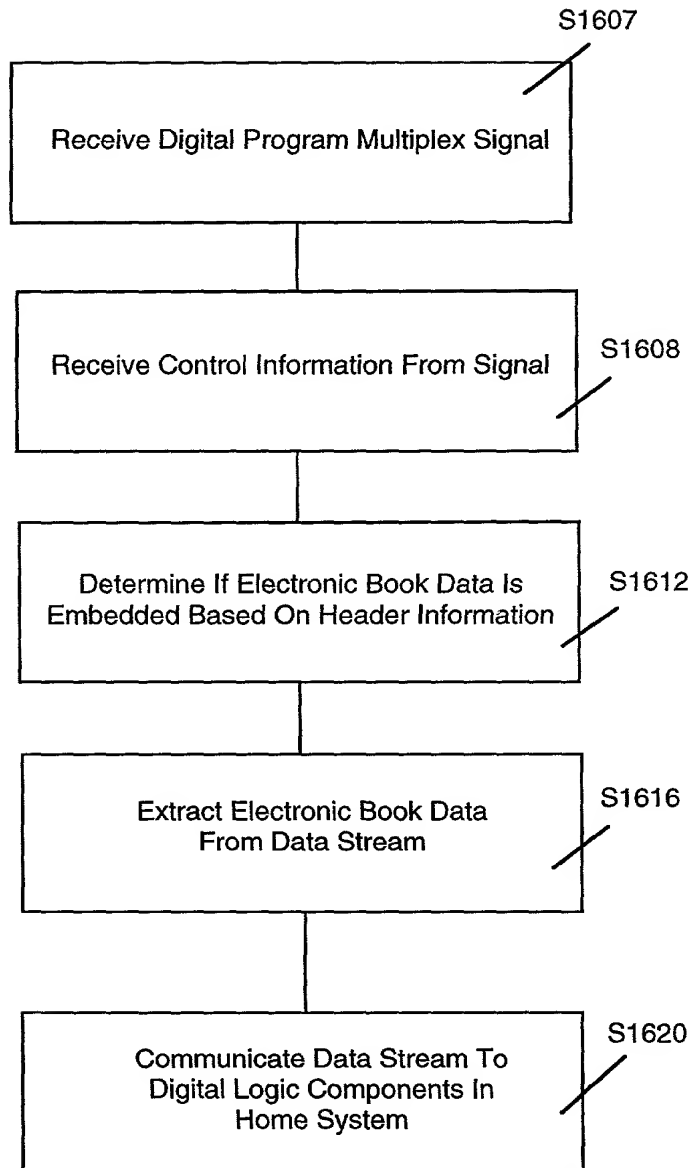 S1607
Receive Digital Program Multiplex Signal
S1608
Receive Control Information From Signal
S1612
Determine If Electronic Book Data Is
Embedded Based On Header Information
S1616
Extract Electronic Book Data
From Data Stream
S1620
Communicate Data Stream To
Digital Logic Components In
Home System